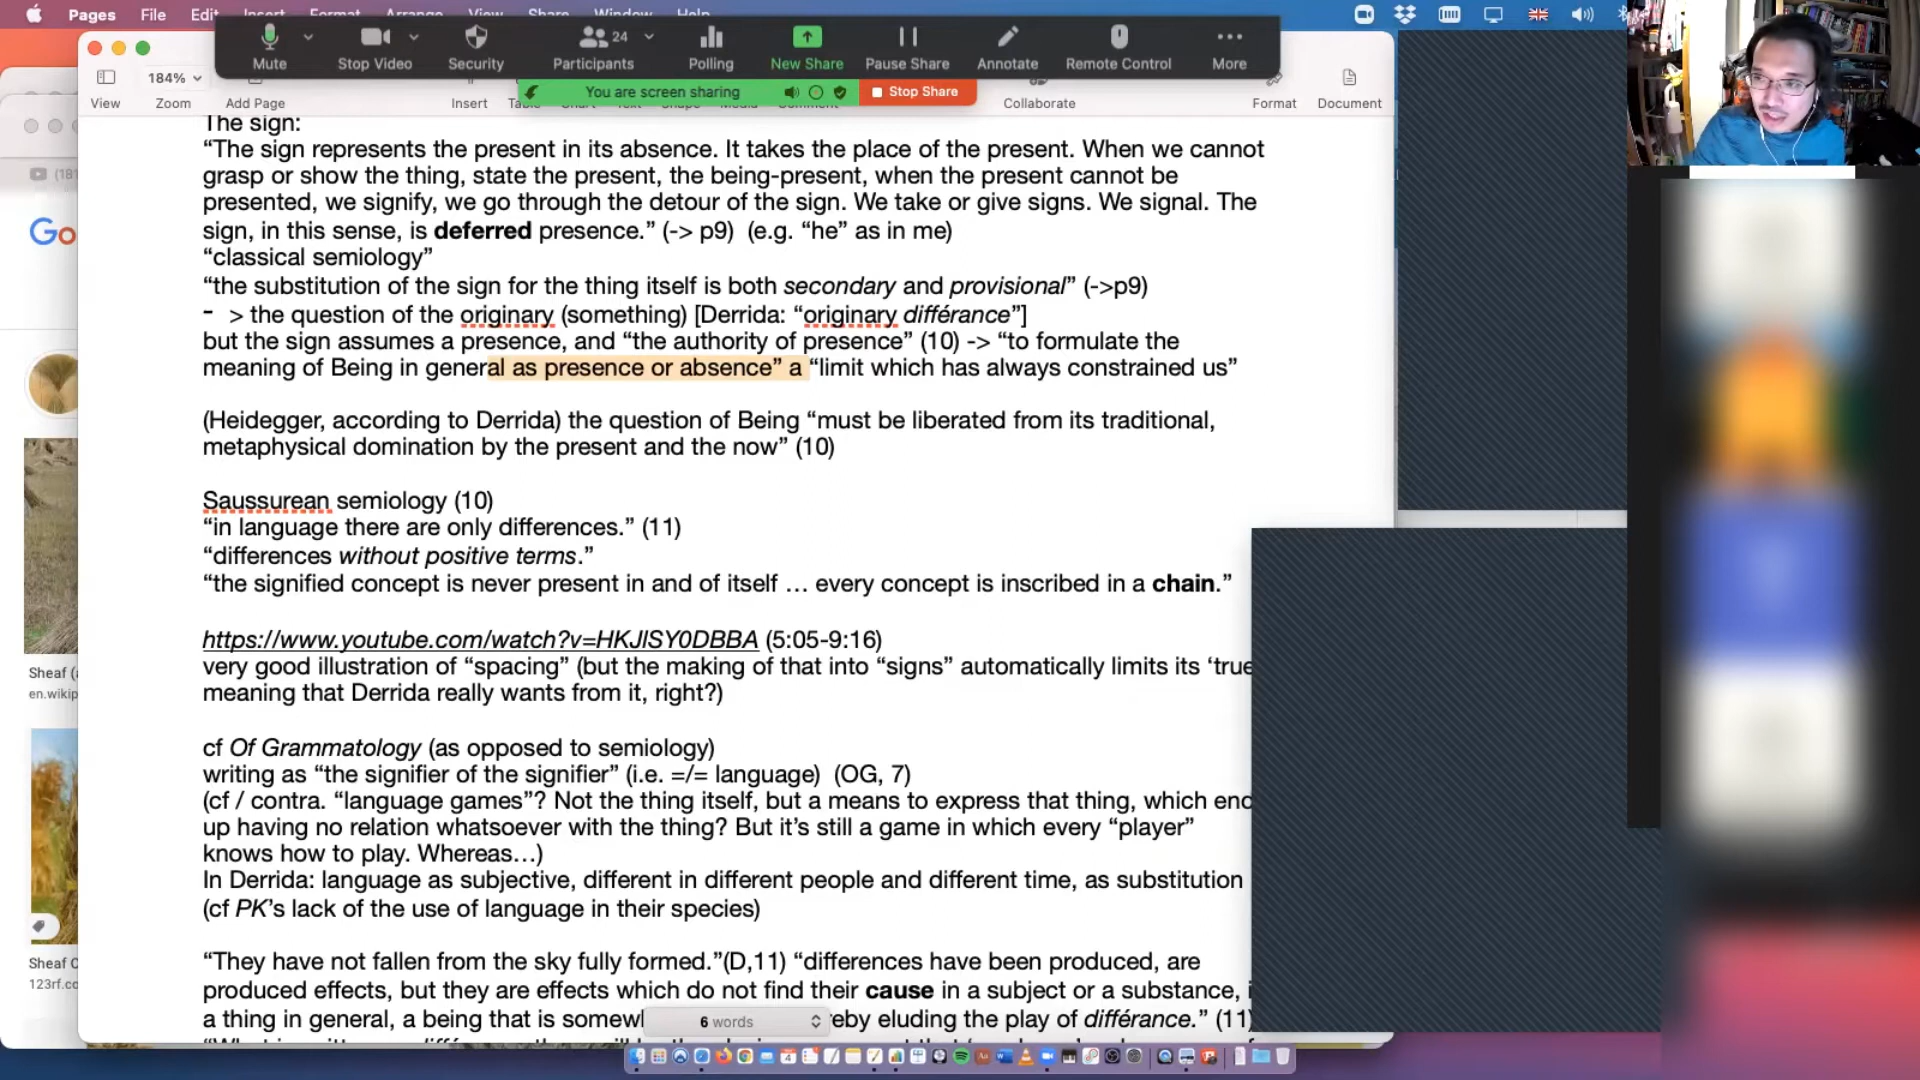 Pages File Edit Insert Format Arrange View Share Window Help
Mute Stop Video Security 24 Participants Polling New Share Pause Share Annotate Remote Control More
184%
You are screen sharing Stop Share
View Zoom Add Page Insert Collaborate Format Document
The sign:
“The sign represents the present in its absence. It takes the place of the present. When we cannot
grasp or show the thing, state the present, the being-present, when the present cannot be
presented, we signify, we go through the detour of the sign. We take or give signs. We signal. The
sign, in this sense, is deferred presence.” (-> p9) (e.g. “he” as in me)
“classical semiology”
“the substitution of the sign for the thing itself is both secondary and provisional” (->p9)
- > the question of the originary (something) [Derrida: “originary différance”]
but the sign assumes a presence, and “the authority of presence” (10) -> “to formulate the
meaning of Being in general as presence or absence” a “limit which has always constrained us”
(Heidegger, according to Derrida) the question of Being “must be liberated from its traditional,
metaphysical domination by the present and the now” (10)
Saussurean semiology (10)
“in language there are only differences.” (11)
“differences without positive terms.”
“the signified concept is never present in and of itself … every concept is inscribed in a chain.”
https://www.youtube.com/watch?v=HKJlSY0DBBA (5:05-9:16)
very good illustration of “spacing” (but the making of that into “signs” automatically limits its ‘true
meaning that Derrida really wants from it, right?)
cf Of Grammatology (as opposed to semiology)
writing as “the signifier of the signifier” (i.e. =/= language) (OG, 7)
(cf / contra. “language games”? Not the thing itself, but a means to express that thing, which end
up having no relation whatsoever with the thing? But it’s still a game in which every “player”
knows how to play. Whereas…)
In Derrida: language as subjective, different in different people and different time, as substitution
(cf PK’s lack of the use of language in their species)
“They have not fallen from the sky fully formed.”(D,11) “differences have been produced, are
produced effects, but they are effects which do not find their cause in a subject or a substance, i
a thing in general, a being that is somewh reby eluding the play of différance.” (11)
6 words
Go
Sheaf (a
en.wikip
Sheaf C
123rf.co